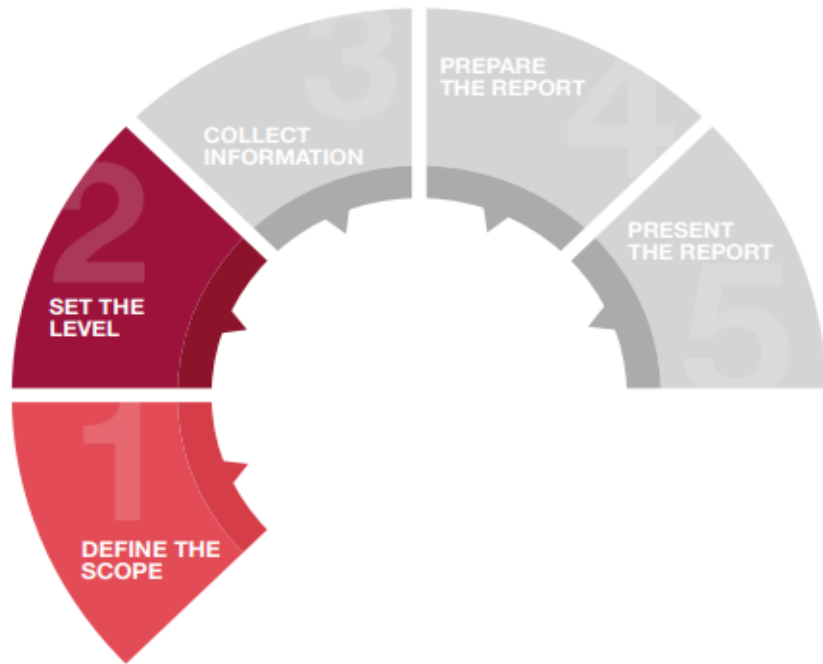 1
DEFINE THE
SCOPE
2
SET THE
LEVEL
3
COLLECT
INFORMATION
4
PREPARE
THE REPORT
5
PRESENT
THE REPORT